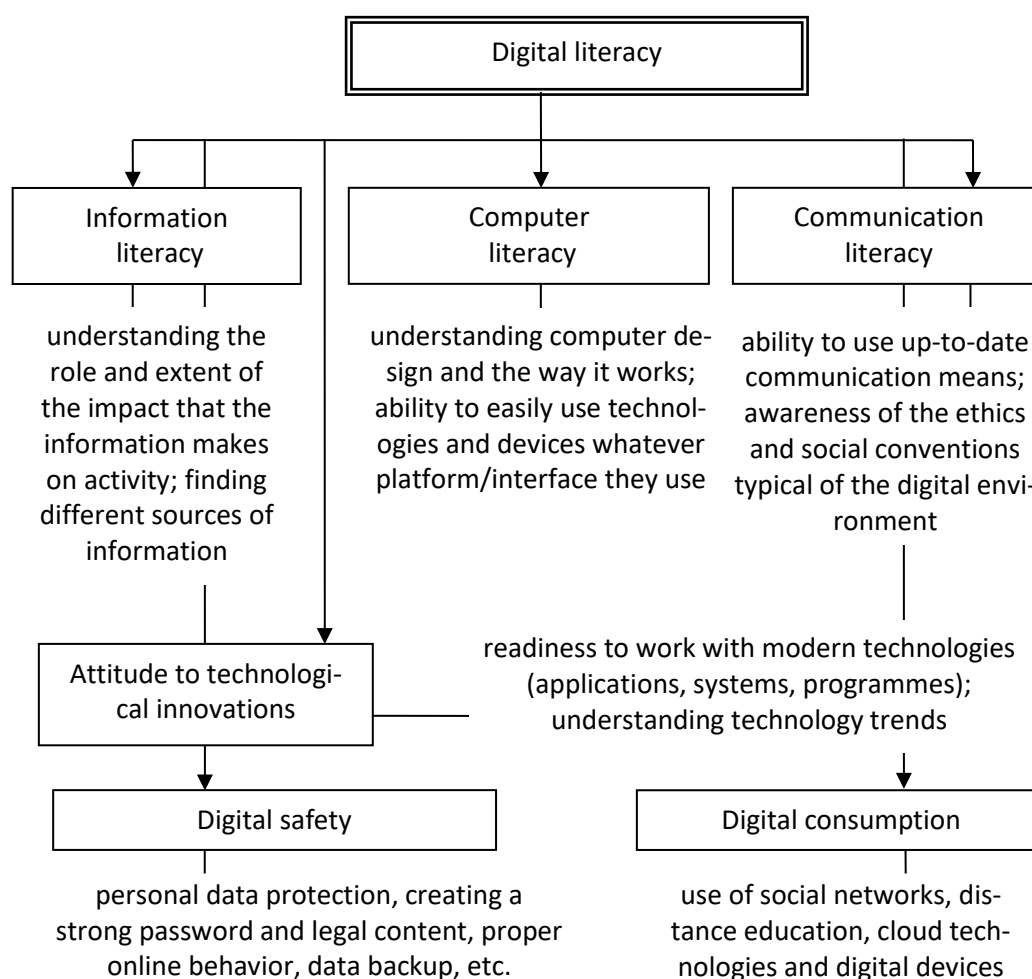 Digital literacy
Information
literacy
Computer
literacy
Communication
literacy
understanding the
role and extent of
the impact that the
information makes
on activity; finding
different sources of
information
understanding computer de-
sign and the way it works;
ability to easily use technol-
ogies and devices whatever
platform/interface they use
ability to use up-to-date
communication means;
awareness of the ethics
and social conventions
typical of the digital envi-
ronment
Attitude to technologi-
cal innovations
readiness to work with modern technologies
(applications, systems, programmes);
understanding technology trends
Digital safety
Digital consumption
personal data protection, creating a
strong password and legal content, proper
online behavior, data backup, etc.
use of social networks, dis-
tance education, cloud tech-
nologies and digital devices